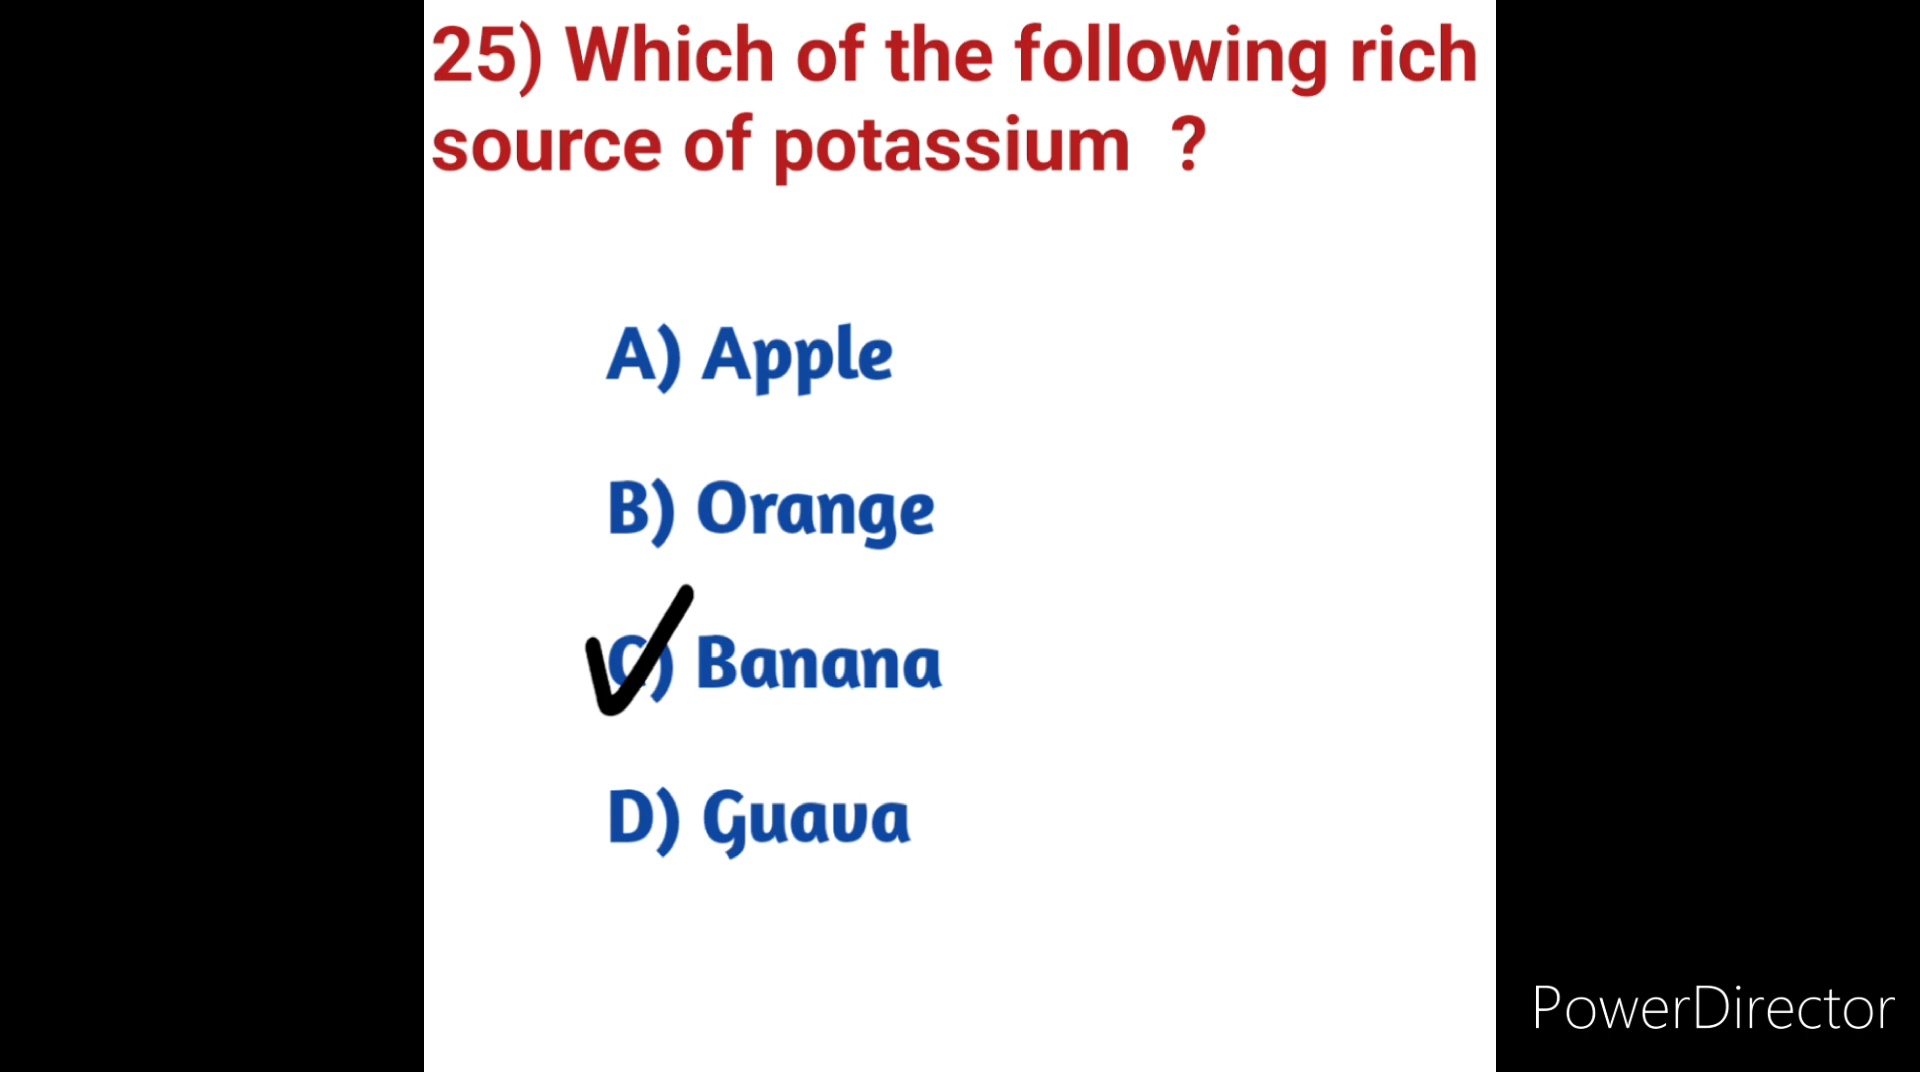 25) Which of the following rich
source of potassium ?
A) Apple
B) Orange
C) Banana
D) Guava
PowerDirector